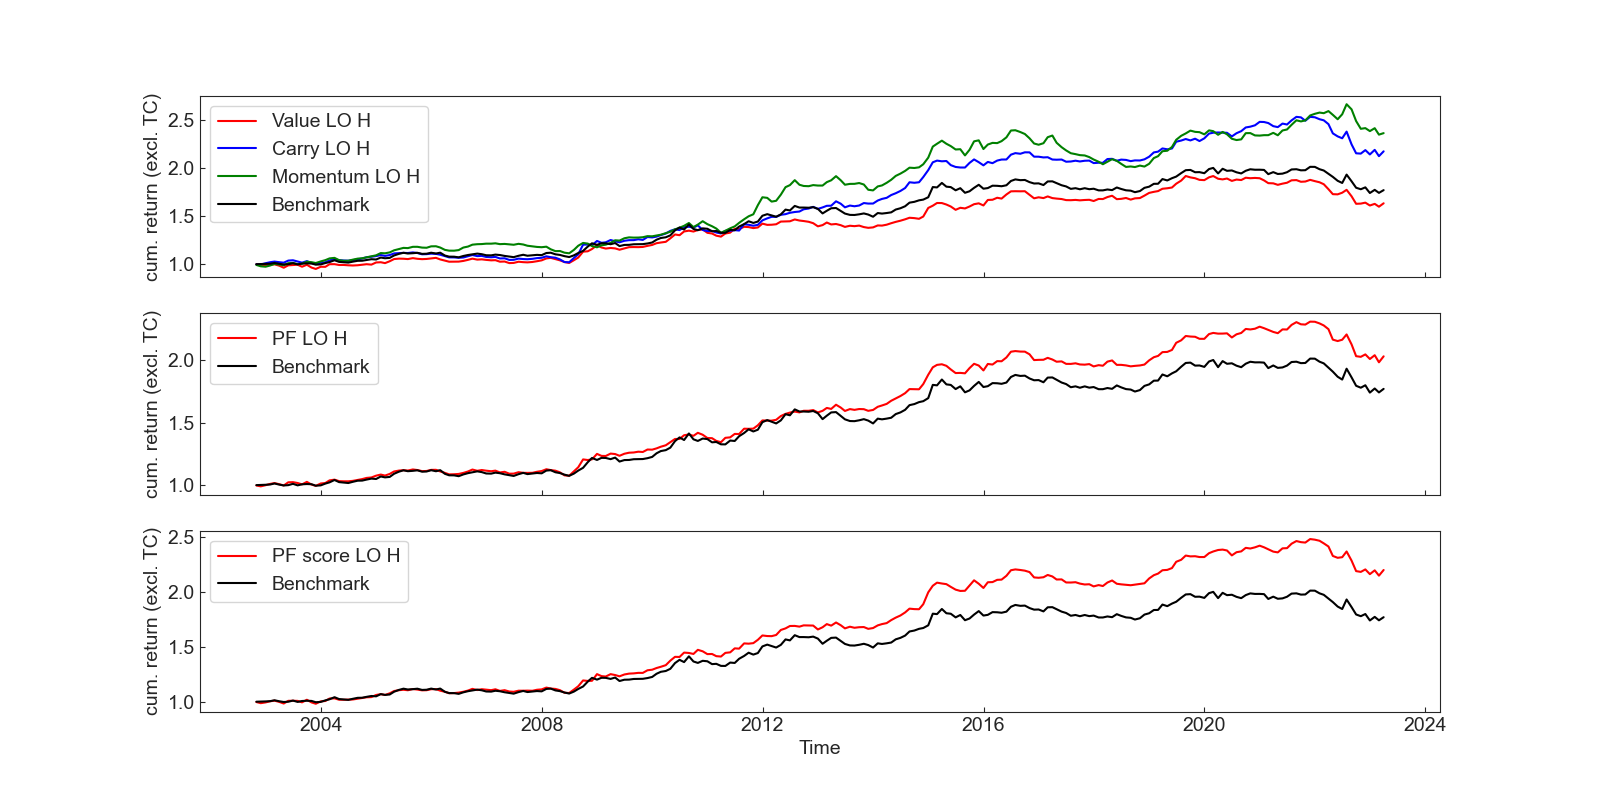 cum. return (excl. TC)
2.5
2.0
1.5
1.0
Value LO H
Carry LO H
Momentum LO H
Benchmark
cum. return (excl. TC)
2.0
1.5
1.0
PF LO H
Benchmark
cum. return (excl. TC)
2.5
2.0
1.5
1.0
PF score LO H
Benchmark
2004 2008 2012 2016 2020 2024
Time